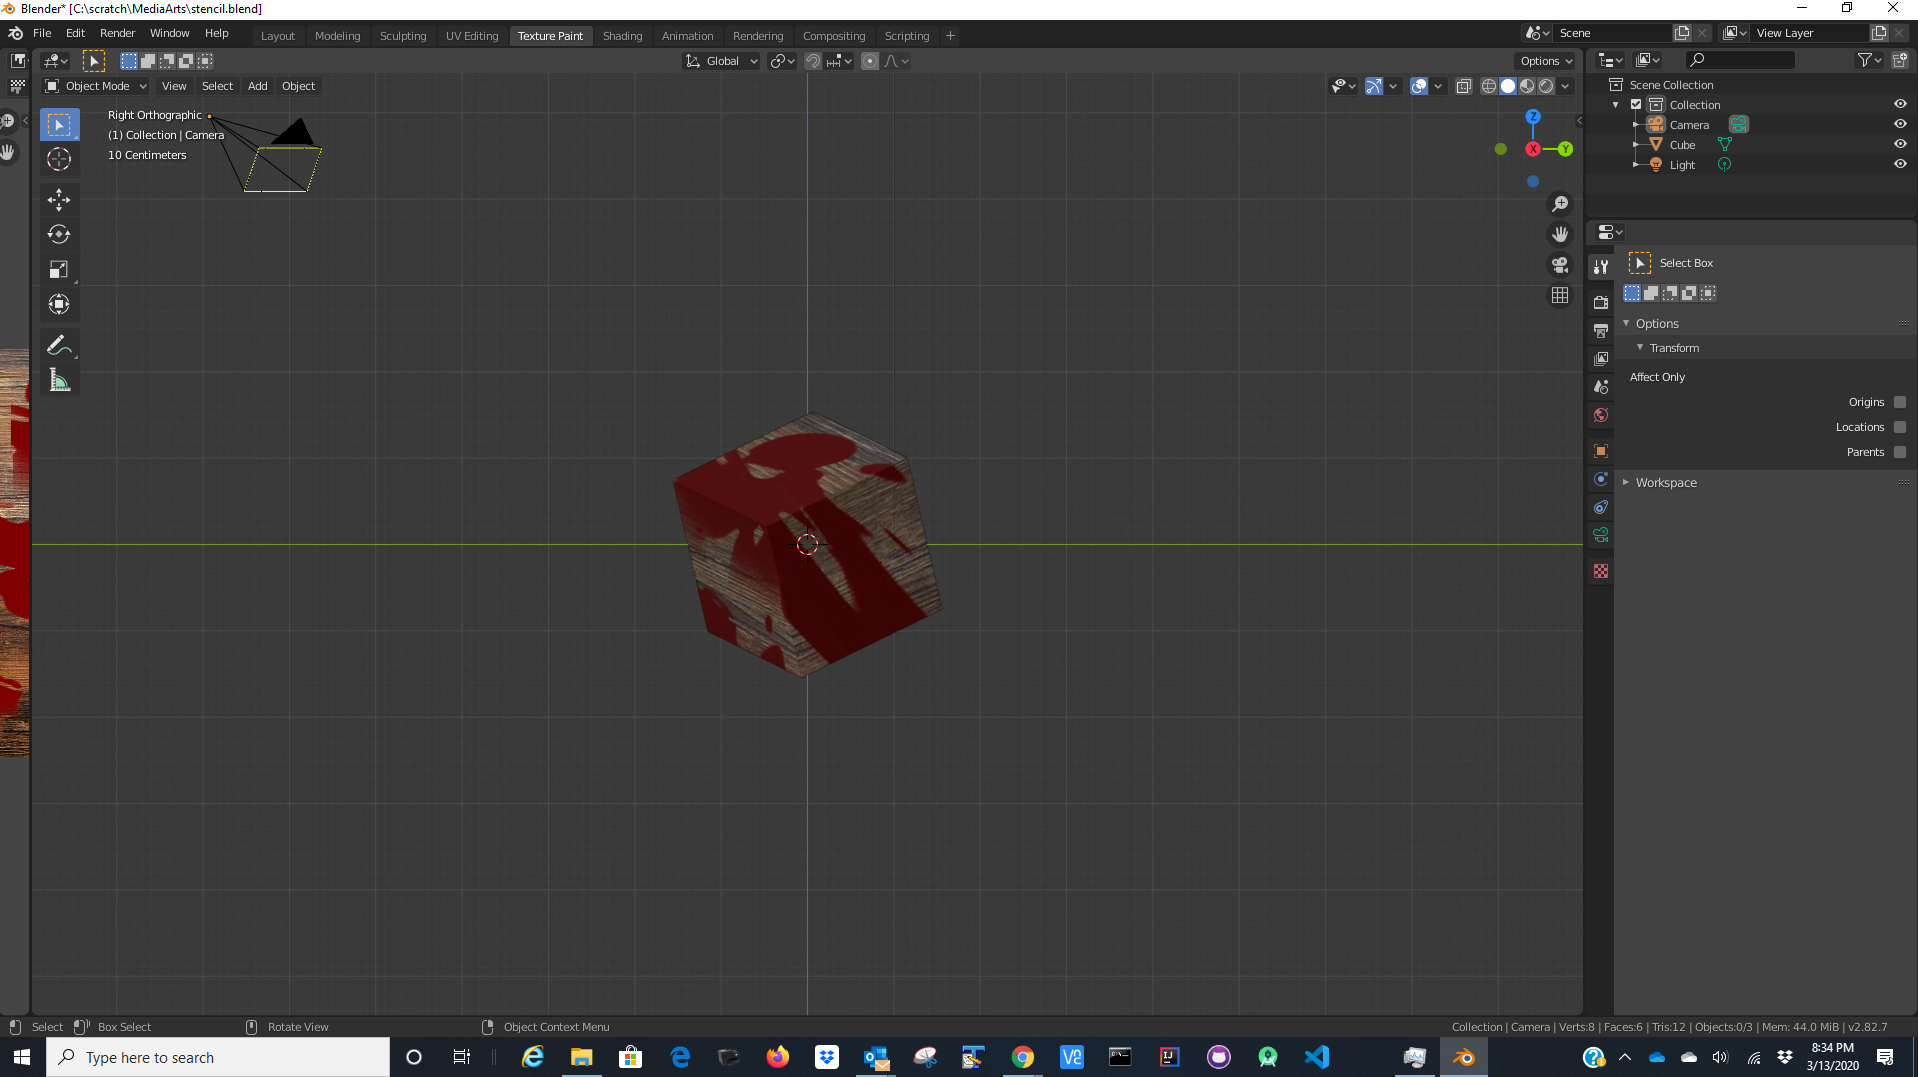 Blender* [C:\scratch\MediaArts\stencil.blend]
File Edit Render Window Help Layout Modeling Sculpting UV Editing Texture Paint Shading Animation Rendering Compositing Scripting + Scene View Layer
Global Options
Object Mode View Select Add Object
Right Orthographic
(1) Collection | Camera
10 Centimeters
Z
X
Y
Scene Collection
Collection
Camera
Cube
Light
Select Box
Options
Transform
Affect Only
Origins
Locations
Parents
Workspace
Select Box Select Rotate View Object Context Menu Collection | Camera | Verts:8 | Faces:6 | Tris:12 | Objects:0/3 | Mem: 44.0 MiB | v2.82.7
Type here to search
8:34 PM
3/13/2020